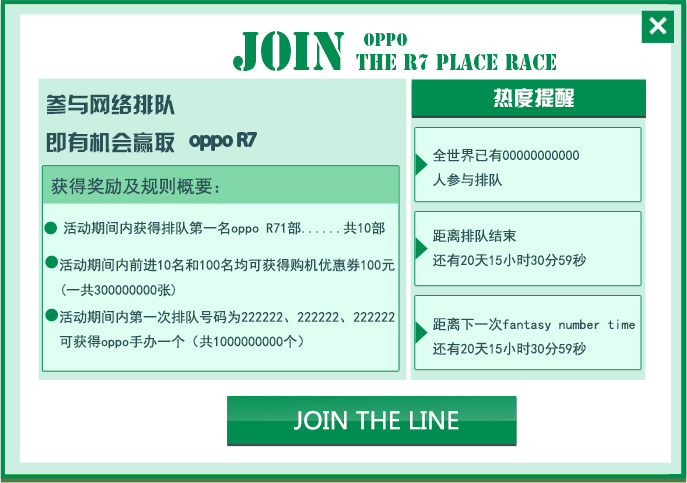 JOIN OPPO
THE R7 PLACE RACE
参与网络排队
即有机会赢取 oppo R7
获得奖励及规则概要：
活动期间内获得排队第一名oppo R71部......共10部
活动期间内前进10名和100名均可获得购机优惠券100元
(一共300000000张)
活动期间内第一次排队号码为222222、222222、222222
可获得oppo手办一个（共1000000000个）
热度提醒
全世界已有00000000000
人参与排队
距离排队结束
还有20天15小时30分59秒
距离下一次fantasy number time
还有20天15小时30分59秒
JOIN THE LINE